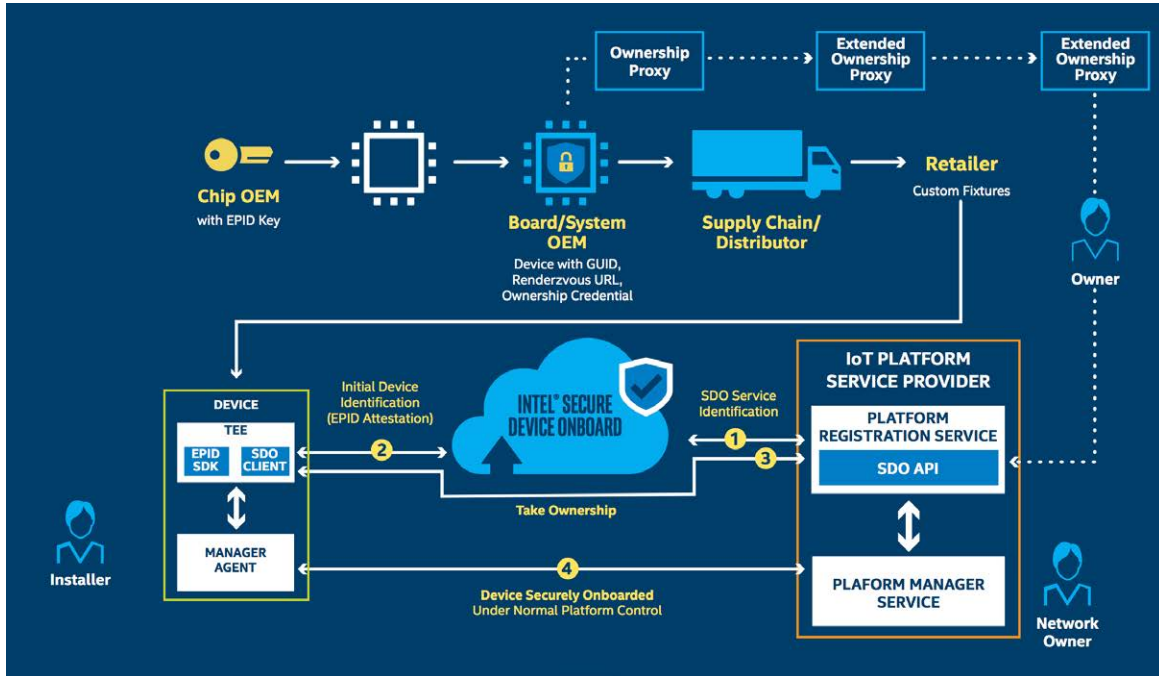 Ownership
Proxy
Extended
Ownership
Proxy
Extended
Ownership
Proxy
Chip OEM
with EPID Key
Board/System
OEM
Device with GUID,
Renderzvous URL,
Ownership Credential
Supply Chain/
Distributor
Retailer
Custom Fixtures
Owner
Initial Device
Identification
(EPID Attestation)
INTEL® SECURE
DEVICE ONBOARD
SDO Service
Identification
IoT PLATFORM
SERVICE PROVIDER
DEVICE
TEE
EPID
SDK
SDO
CLIENT
2
1
3
PLATFORM
REGISTRATION SERVICE
SDO API
Take Ownership
Installer
MANAGER
AGENT
4
Device Securely Onboarded
Under Normal Platform Control
PLAFORM MANAGER
SERVICE
Network
Owner